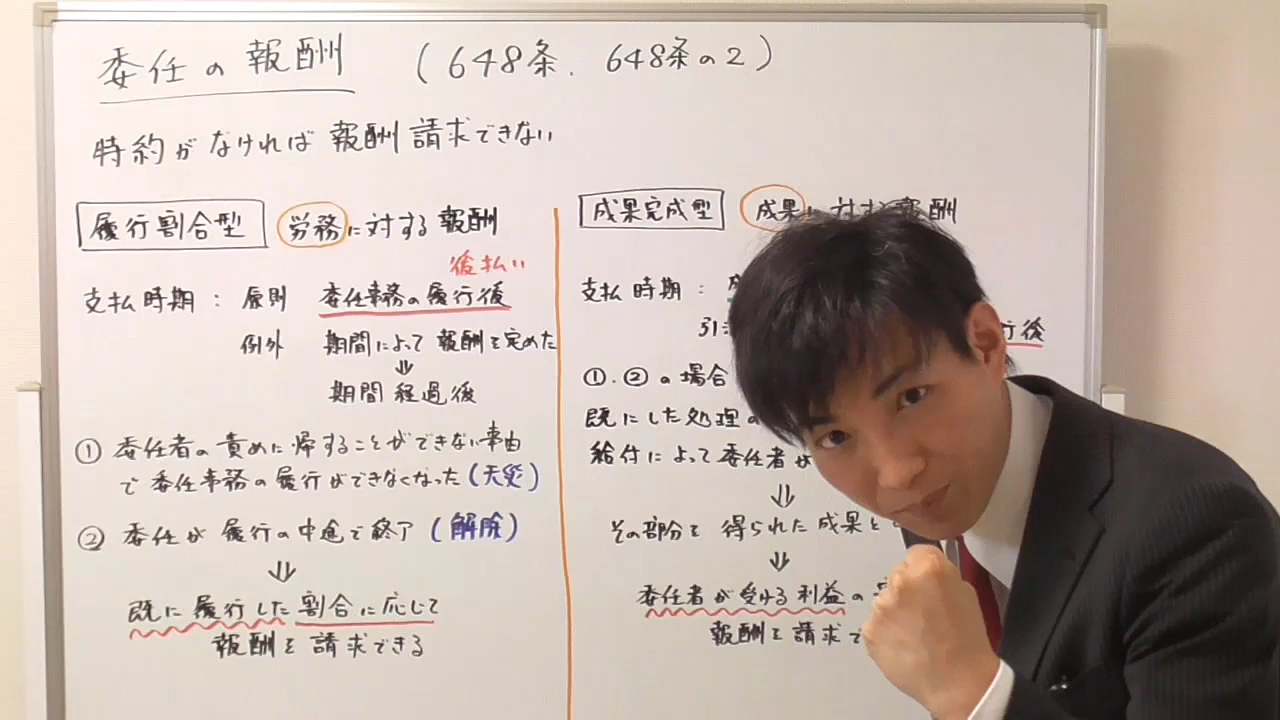 委任の報酬 (648条、648条の2)
特約がなければ報酬請求できない
履行割合型 労務に対する報酬
後払い
支払時期: 原則 委任事務の履行後
例外 期間によって報酬を定めた
⇓
期間経過後
① 委任者の責めに帰することができない事由
で委任事務の履行ができなくなった(天災)
② 委任が履行の中途で終了(解除)
⇓
既に履行した割合に応じて
報酬を請求できる
成果完成型 成果に対する報酬
支払時期:
引 行後
①.②の場合
既にした処理の
給付によって委任者が
⇓
その部分を得られた成果と
⇓
委任者が受ける利益の
報酬を請求で